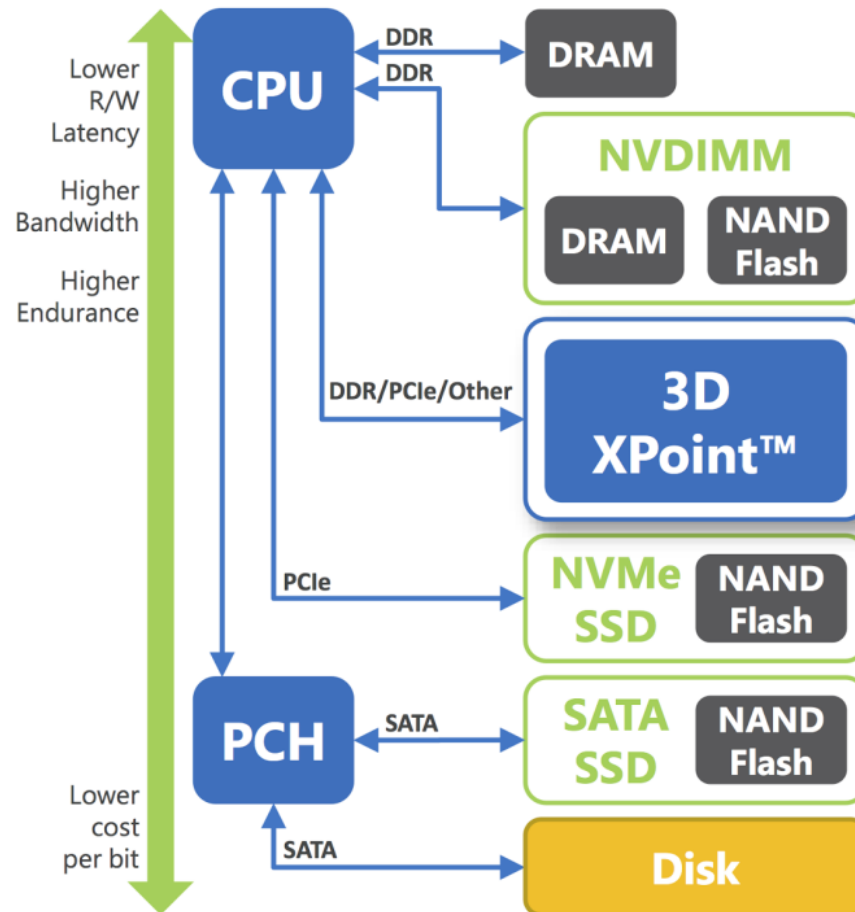 Lower
R/W
Latency
Higher
Bandwidth
Higher
Endurance
Lower
cost
per bit
CPU
DDR
DDR
DRAM
NVDIMM
DRAM
NAND
Flash
DDR/PCIe/Other
3D
XPoint™
PCIe
NVMe
SSD
NAND
Flash
PCH
SATA
SATA
SSD
NAND
Flash
SATA
Disk